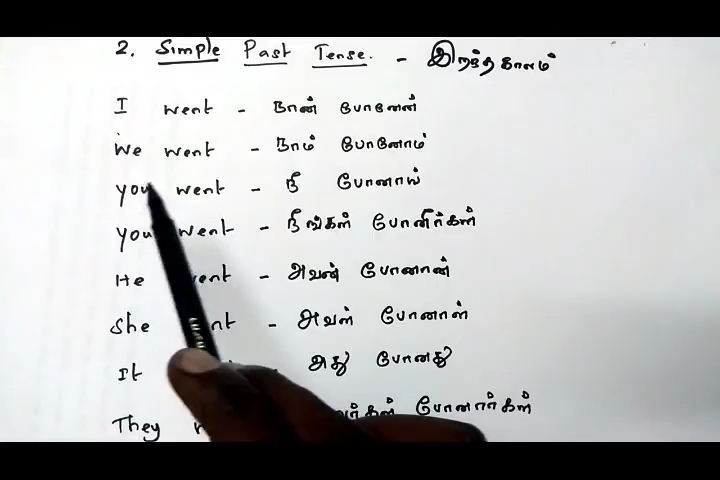 2. Simple Past Tense. - இறந்தகாலம்
I went - நான் போனேன்
We went - நாம் போனோம்
you went - நீ போனாய்
you went - நீங்கள் போனீர்கள்
He - அவன் போனான்
She - அவள் போனாள்
It - அது போனது
They போனார்கள்